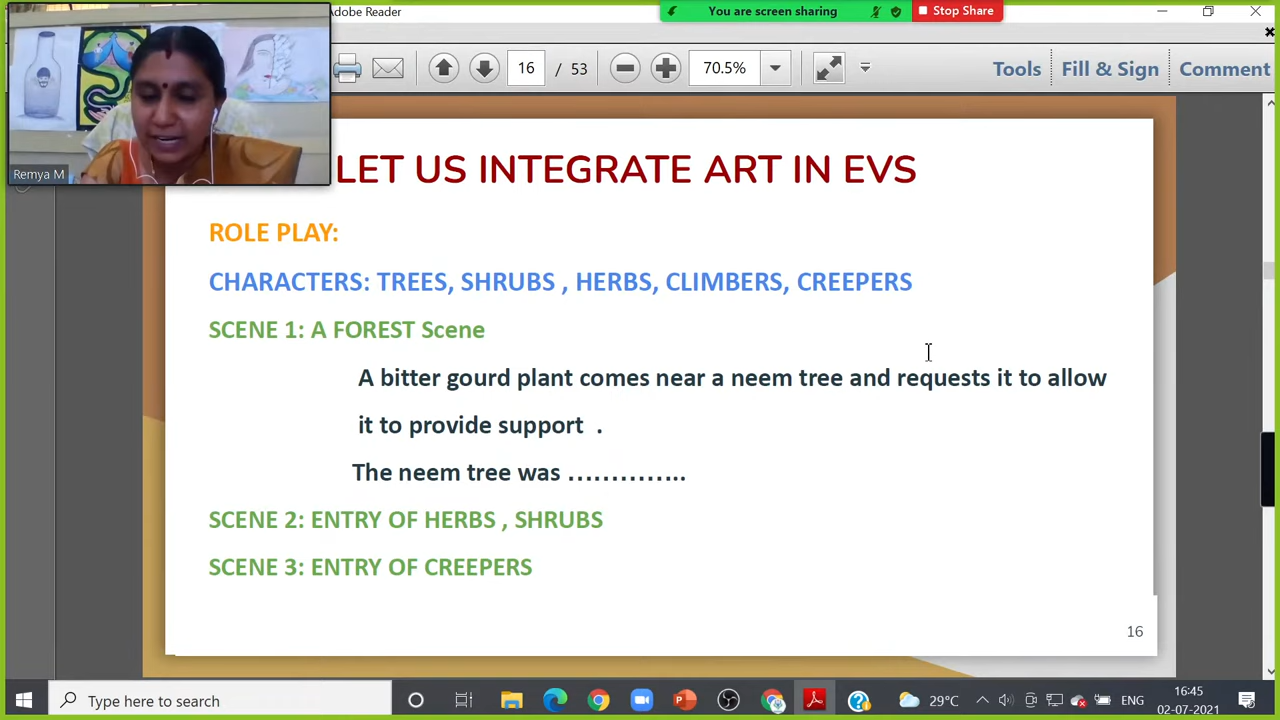 Adobe Reader
You are screen sharing
Stop Share
16 / 53
70.5%
Tools
Fill & Sign
Comment
Remya M
LET US INTEGRATE ART IN EVS
ROLE PLAY:
CHARACTERS: TREES, SHRUBS , HERBS, CLIMBERS, CREEPERS
SCENE 1: A FOREST Scene
A bitter gourd plant comes near a neem tree and requests it to allow
it to provide support .
The neem tree was …………..
SCENE 2: ENTRY OF HERBS , SHRUBS
SCENE 3: ENTRY OF CREEPERS
16
Type here to search
29°C
ENG
16:45
02-07-2021